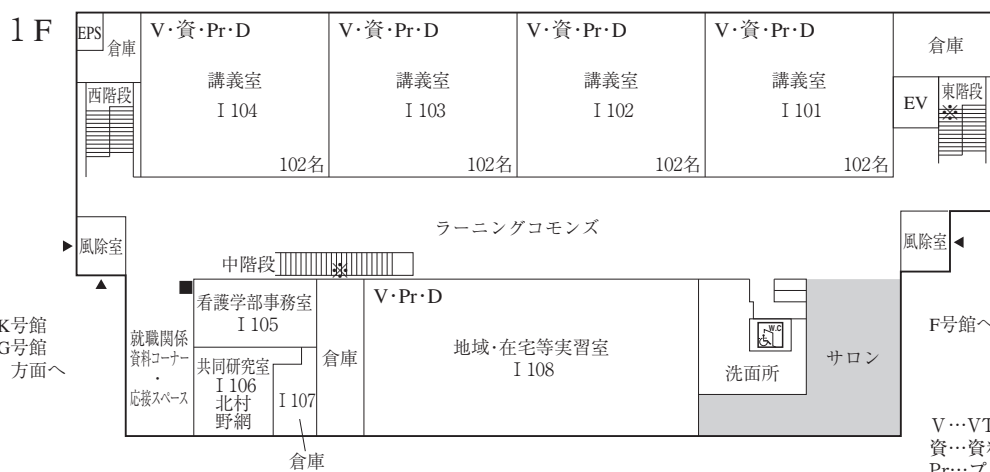 1F
EPS
倉庫
V・資・Pr・D
講義室
I 104
102名
V・資・Pr・D
講義室
I 103
102名
V・資・Pr・D
講義室
I 102
102名
V・資・Pr・D
講義室
I 101
102名
倉庫
西階段
EV
東階段
※
ラーニングコモンズ
風除室
風除室
中階段
※
K号館
G号館
方面へ
就職関係
資料コーナー
・
応接スペース
看護学部事務室
I 105
共同研究室
I 106
北村
野網
I 107
倉庫
倉庫
V・Pr・D
地域・在宅等実習室
I 108
W.C
洗面所
サロン
F号館へ
V…VT
資…資料
Pr…プ